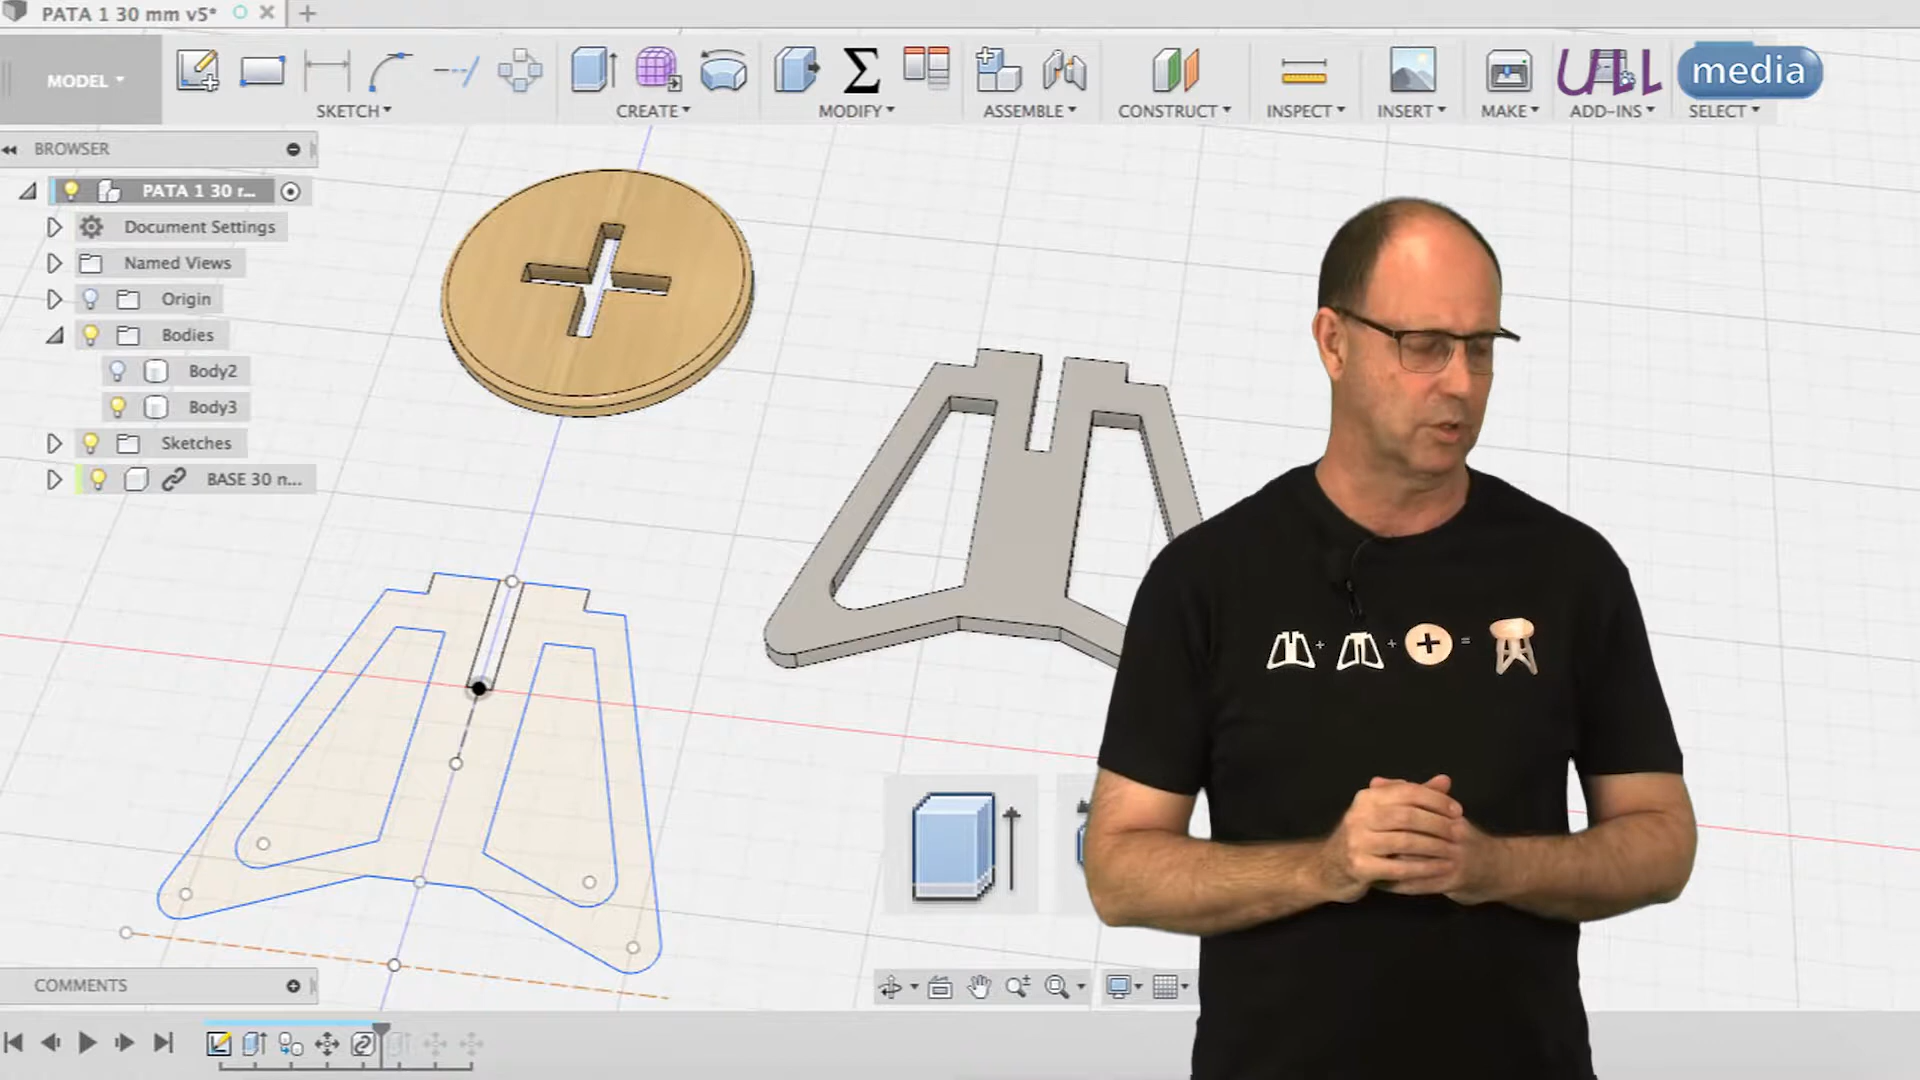 PATA 1 30 mm v5*
MODEL
SKETCH
CREATE
MODIFY
ASSEMBLE
CONSTRUCT
INSPECT
INSERT
MAKE
ADD-INS
SELECT
ULL media
BROWSER
PATA 1 30 r...
Document Settings
Named Views
Origin
Bodies
Body2
Body3
Sketches
BASE 30 n...
+ + =
COMMENTS